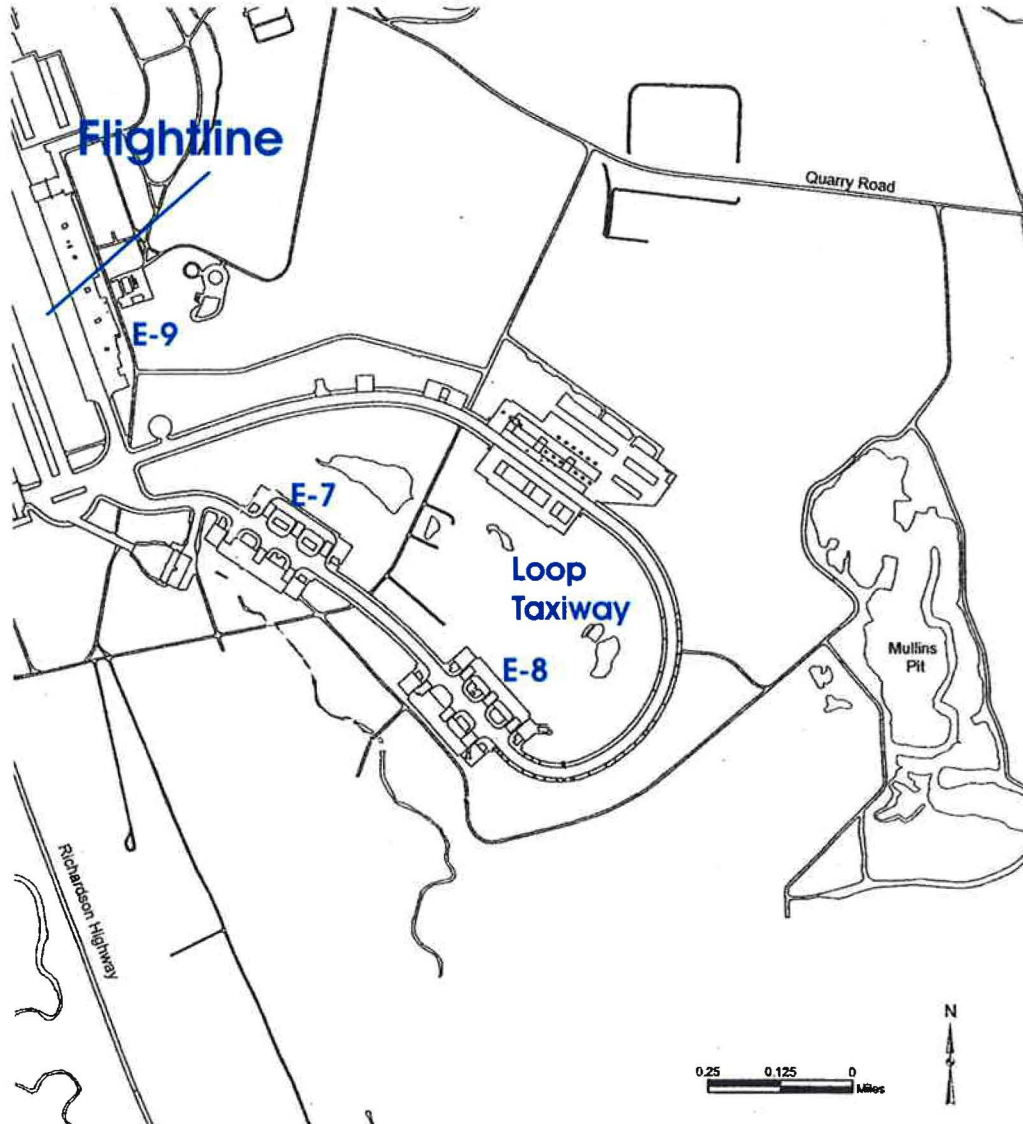 Flightline
Quarry Road
E-9
E-7
Loop
Taxiway
E-8
Mullins
Pit
Richardson Highway
N
0.25 0.125 0
Miles